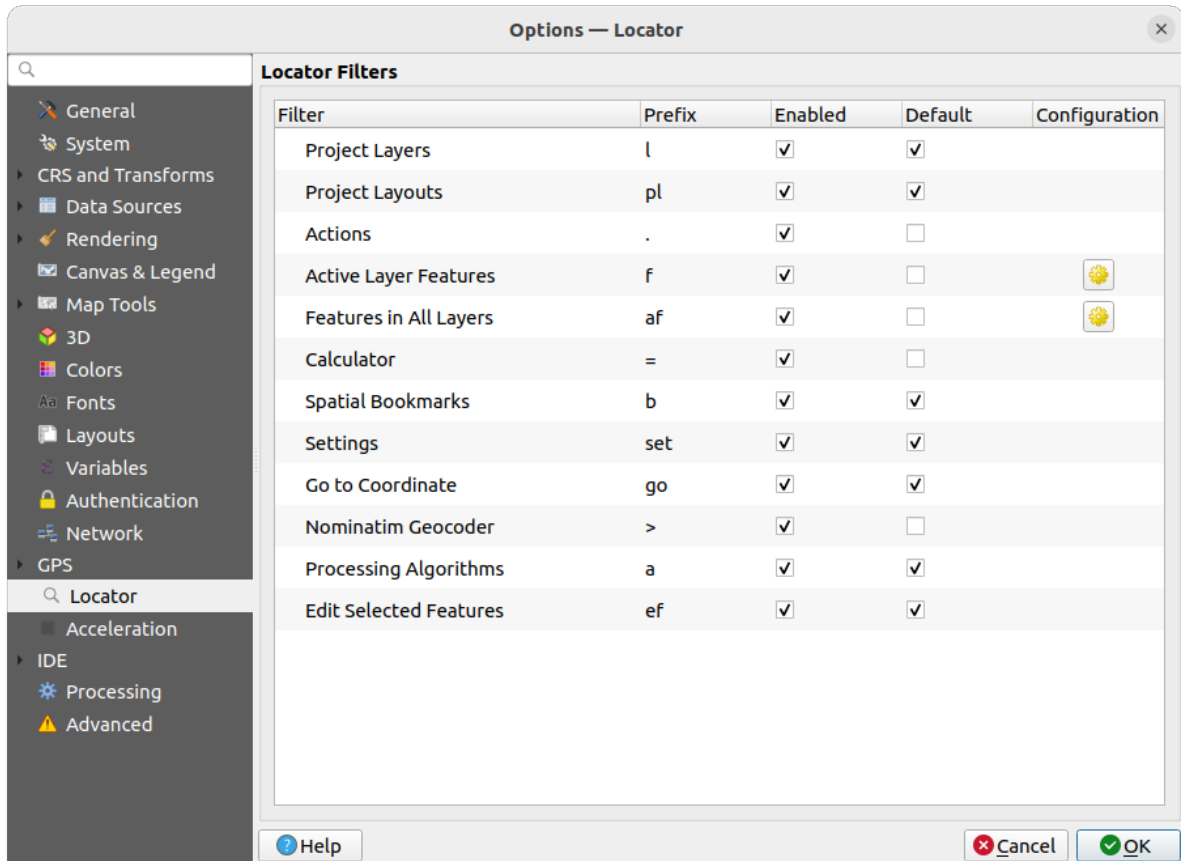 Options — Locator
General
System
CRS and Transforms
Data Sources
Rendering
Canvas & Legend
Map Tools
3D
Colors
Aa Fonts
Layouts
ε Variables
Authentication
Network
GPS
Locator
Acceleration
IDE
Processing
Advanced
Locator Filters
Filter Prefix Enabled Default Configuration
Project Layers l
Project Layouts pl
Actions .
Active Layer Features f
Features in All Layers af
Calculator =
Spatial Bookmarks b
Settings set
Go to Coordinate go
Nominatim Geocoder >
Processing Algorithms a
Edit Selected Features ef
Help Cancel OK